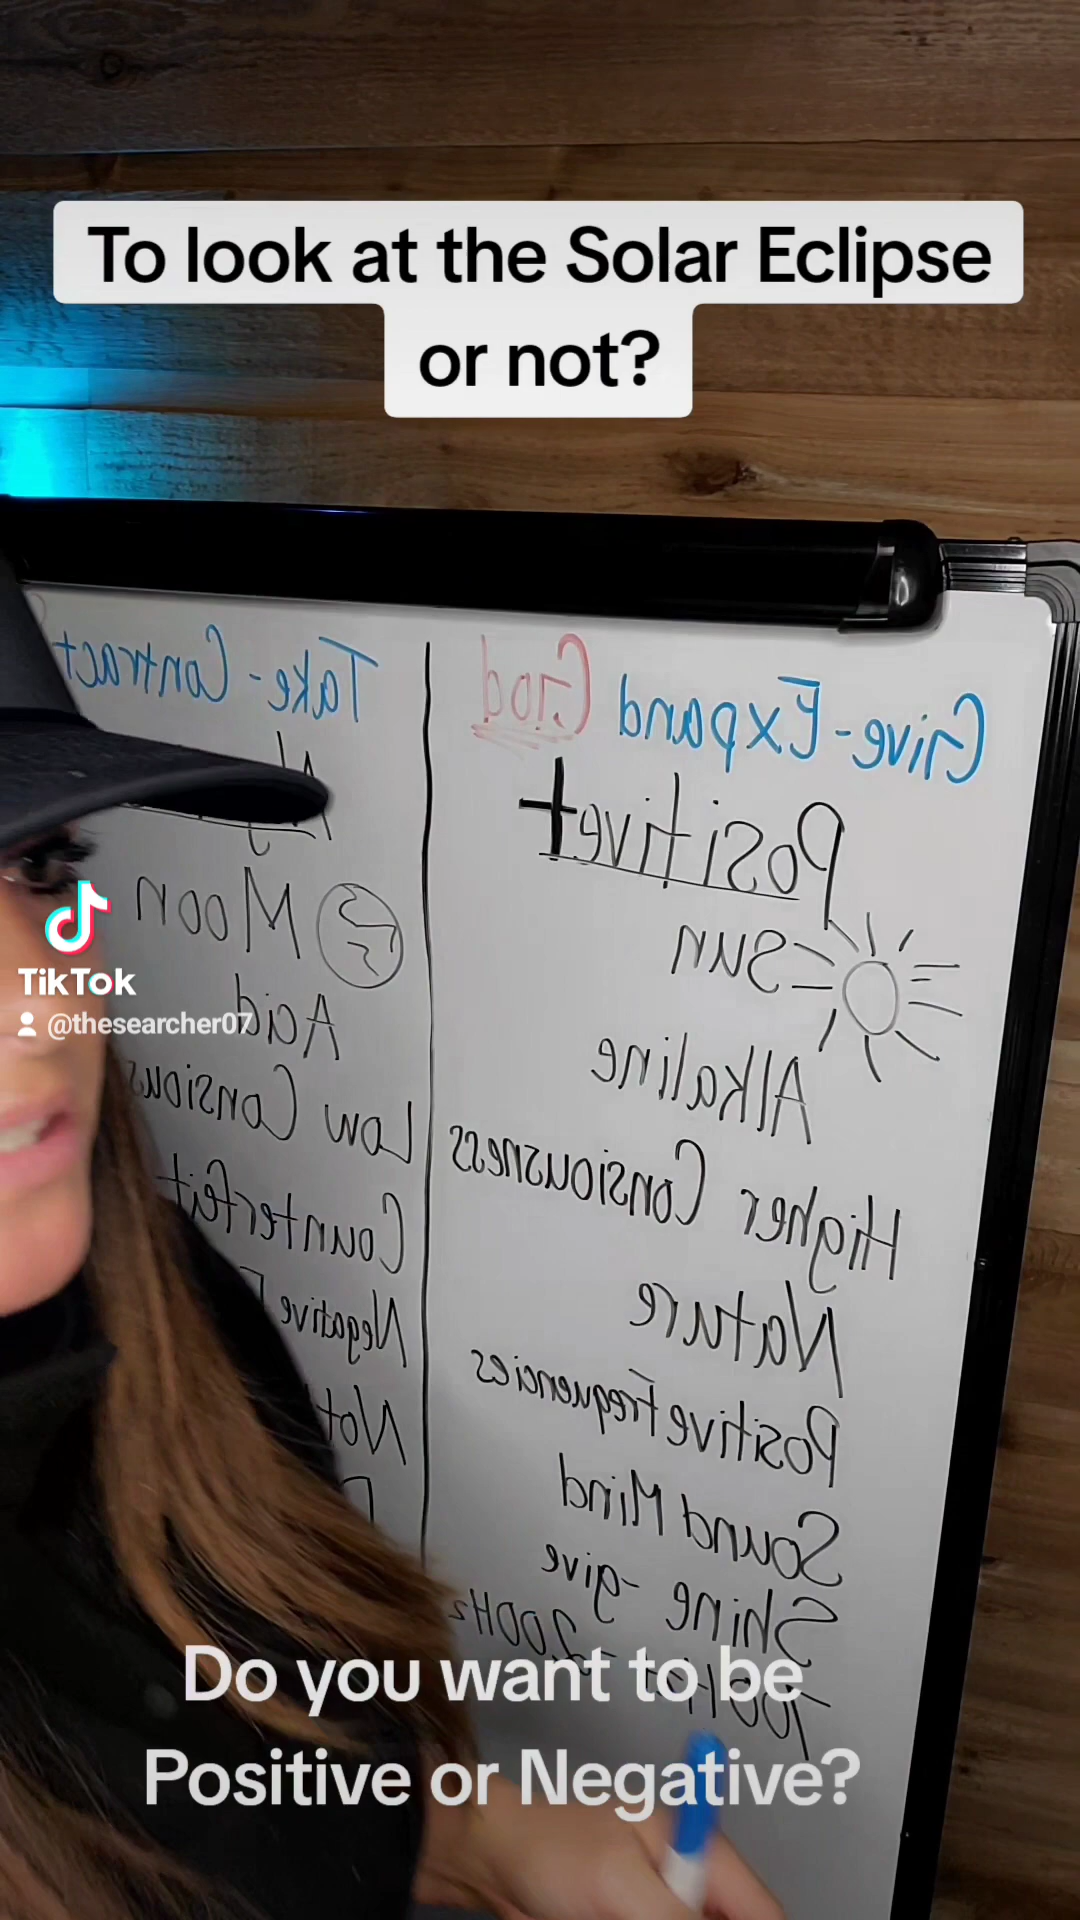 To look at the Solar Eclipse
or not?
Take-Contract
Give-Expand God
Positive+
Sun
Moon
Alkaline
Acid
Higher Consiousness
Low Consious
Nature
Counterfeit
Positive Frequencies
Negative
Sound Mind
Not
Shine-give
TikTok
@thesearcher07
Do you want to be
Positive or Negative?